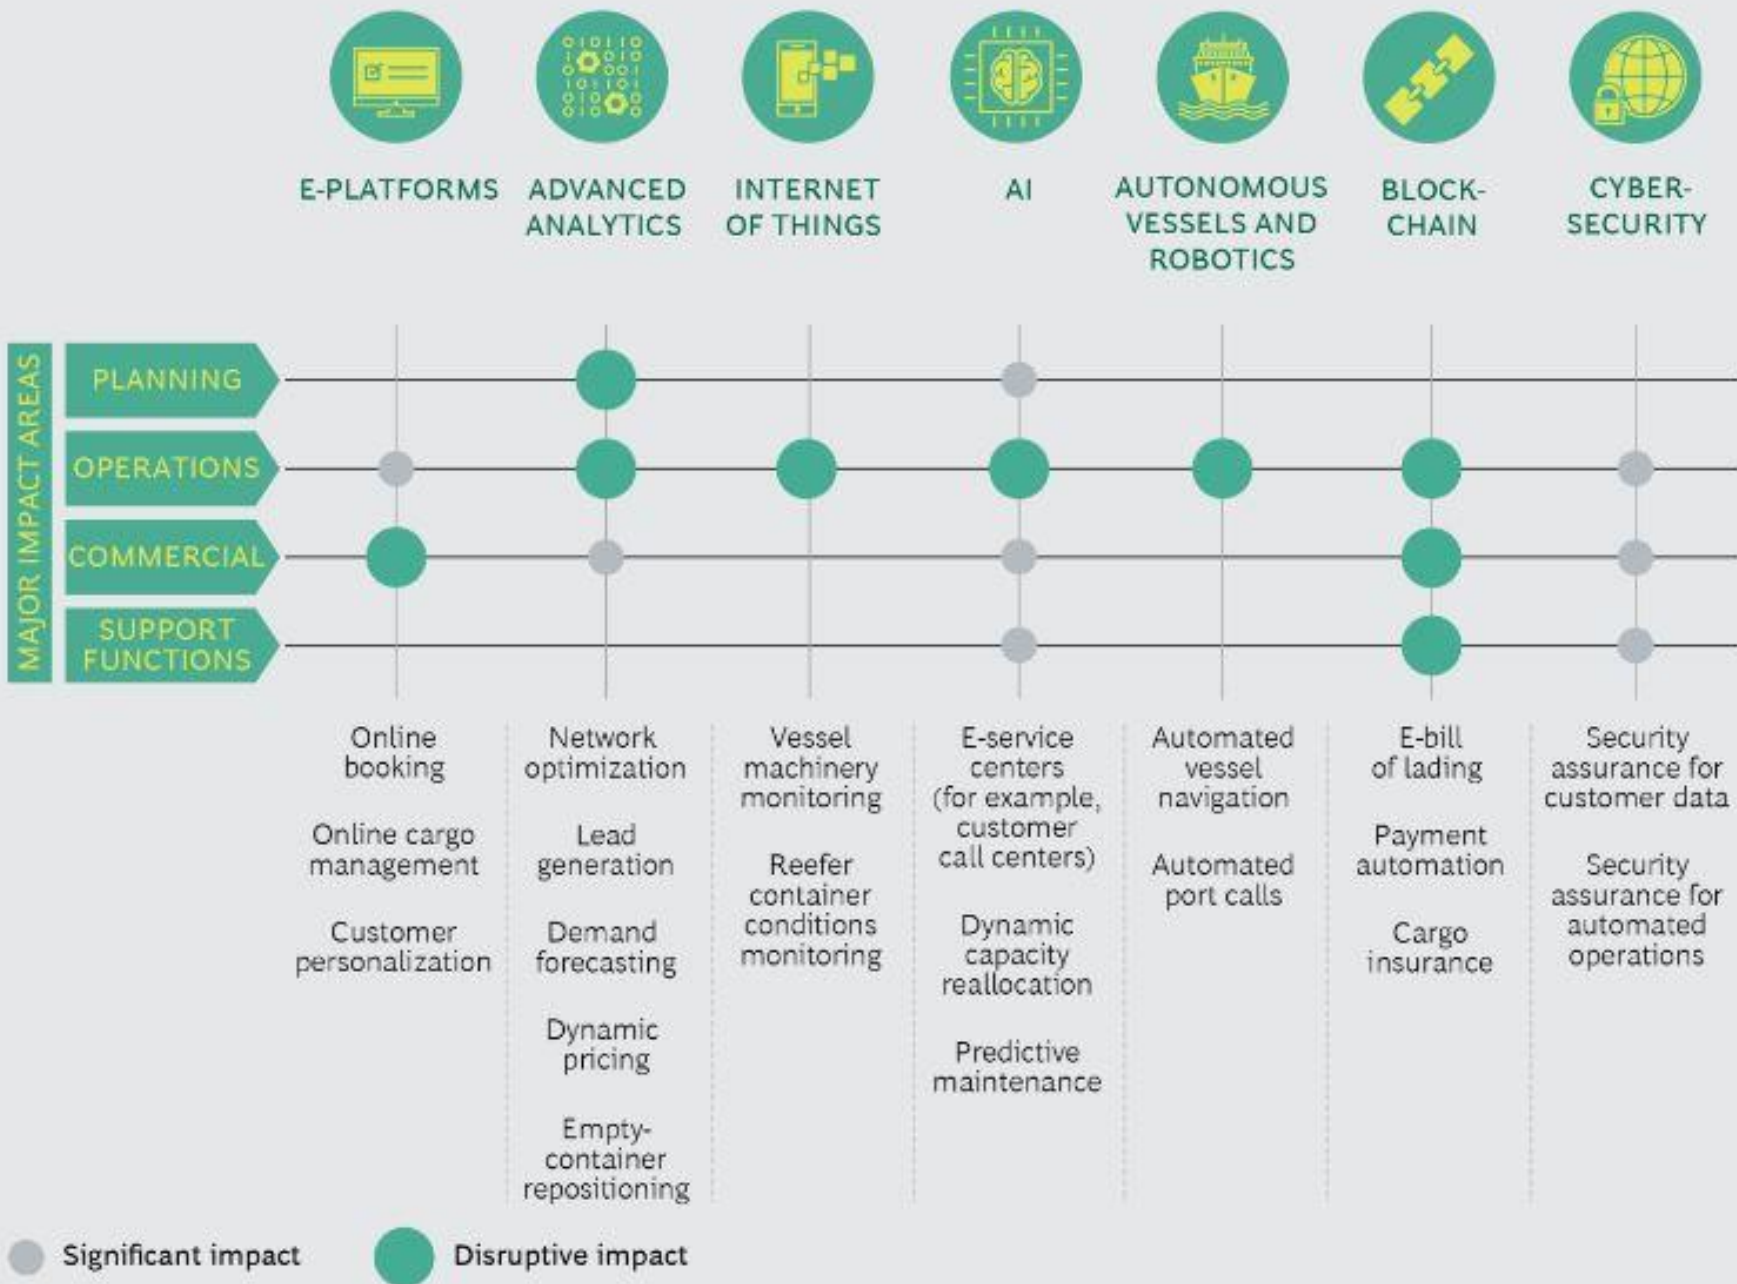 E-PLATFORMS
ADVANCED
ANALYTICS
INTERNET
OF THINGS
AI
AUTONOMOUS
VESSELS AND
ROBOTICS
BLOCK-
CHAIN
CYBER-
SECURITY
MAJOR IMPACT AREAS
PLANNING
OPERATIONS
COMMERCIAL
SUPPORT
FUNCTIONS
Online
booking
Online cargo
management
Customer
personalization
Network
optimization
Lead
generation
Demand
forecasting
Dynamic
pricing
Empty-
container
repositioning
Vessel
machinery
monitoring
Reefer
container
conditions
monitoring
E-service
centers
(for example,
customer
call centers)
Dynamic
capacity
reallocation
Predictive
maintenance
Automated
vessel
navigation
Automated
port calls
E-bill
of lading
Payment
automation
Cargo
insurance
Security
assurance for
customer data
Security
assurance for
automated
operations
Significant impact
Disruptive impact